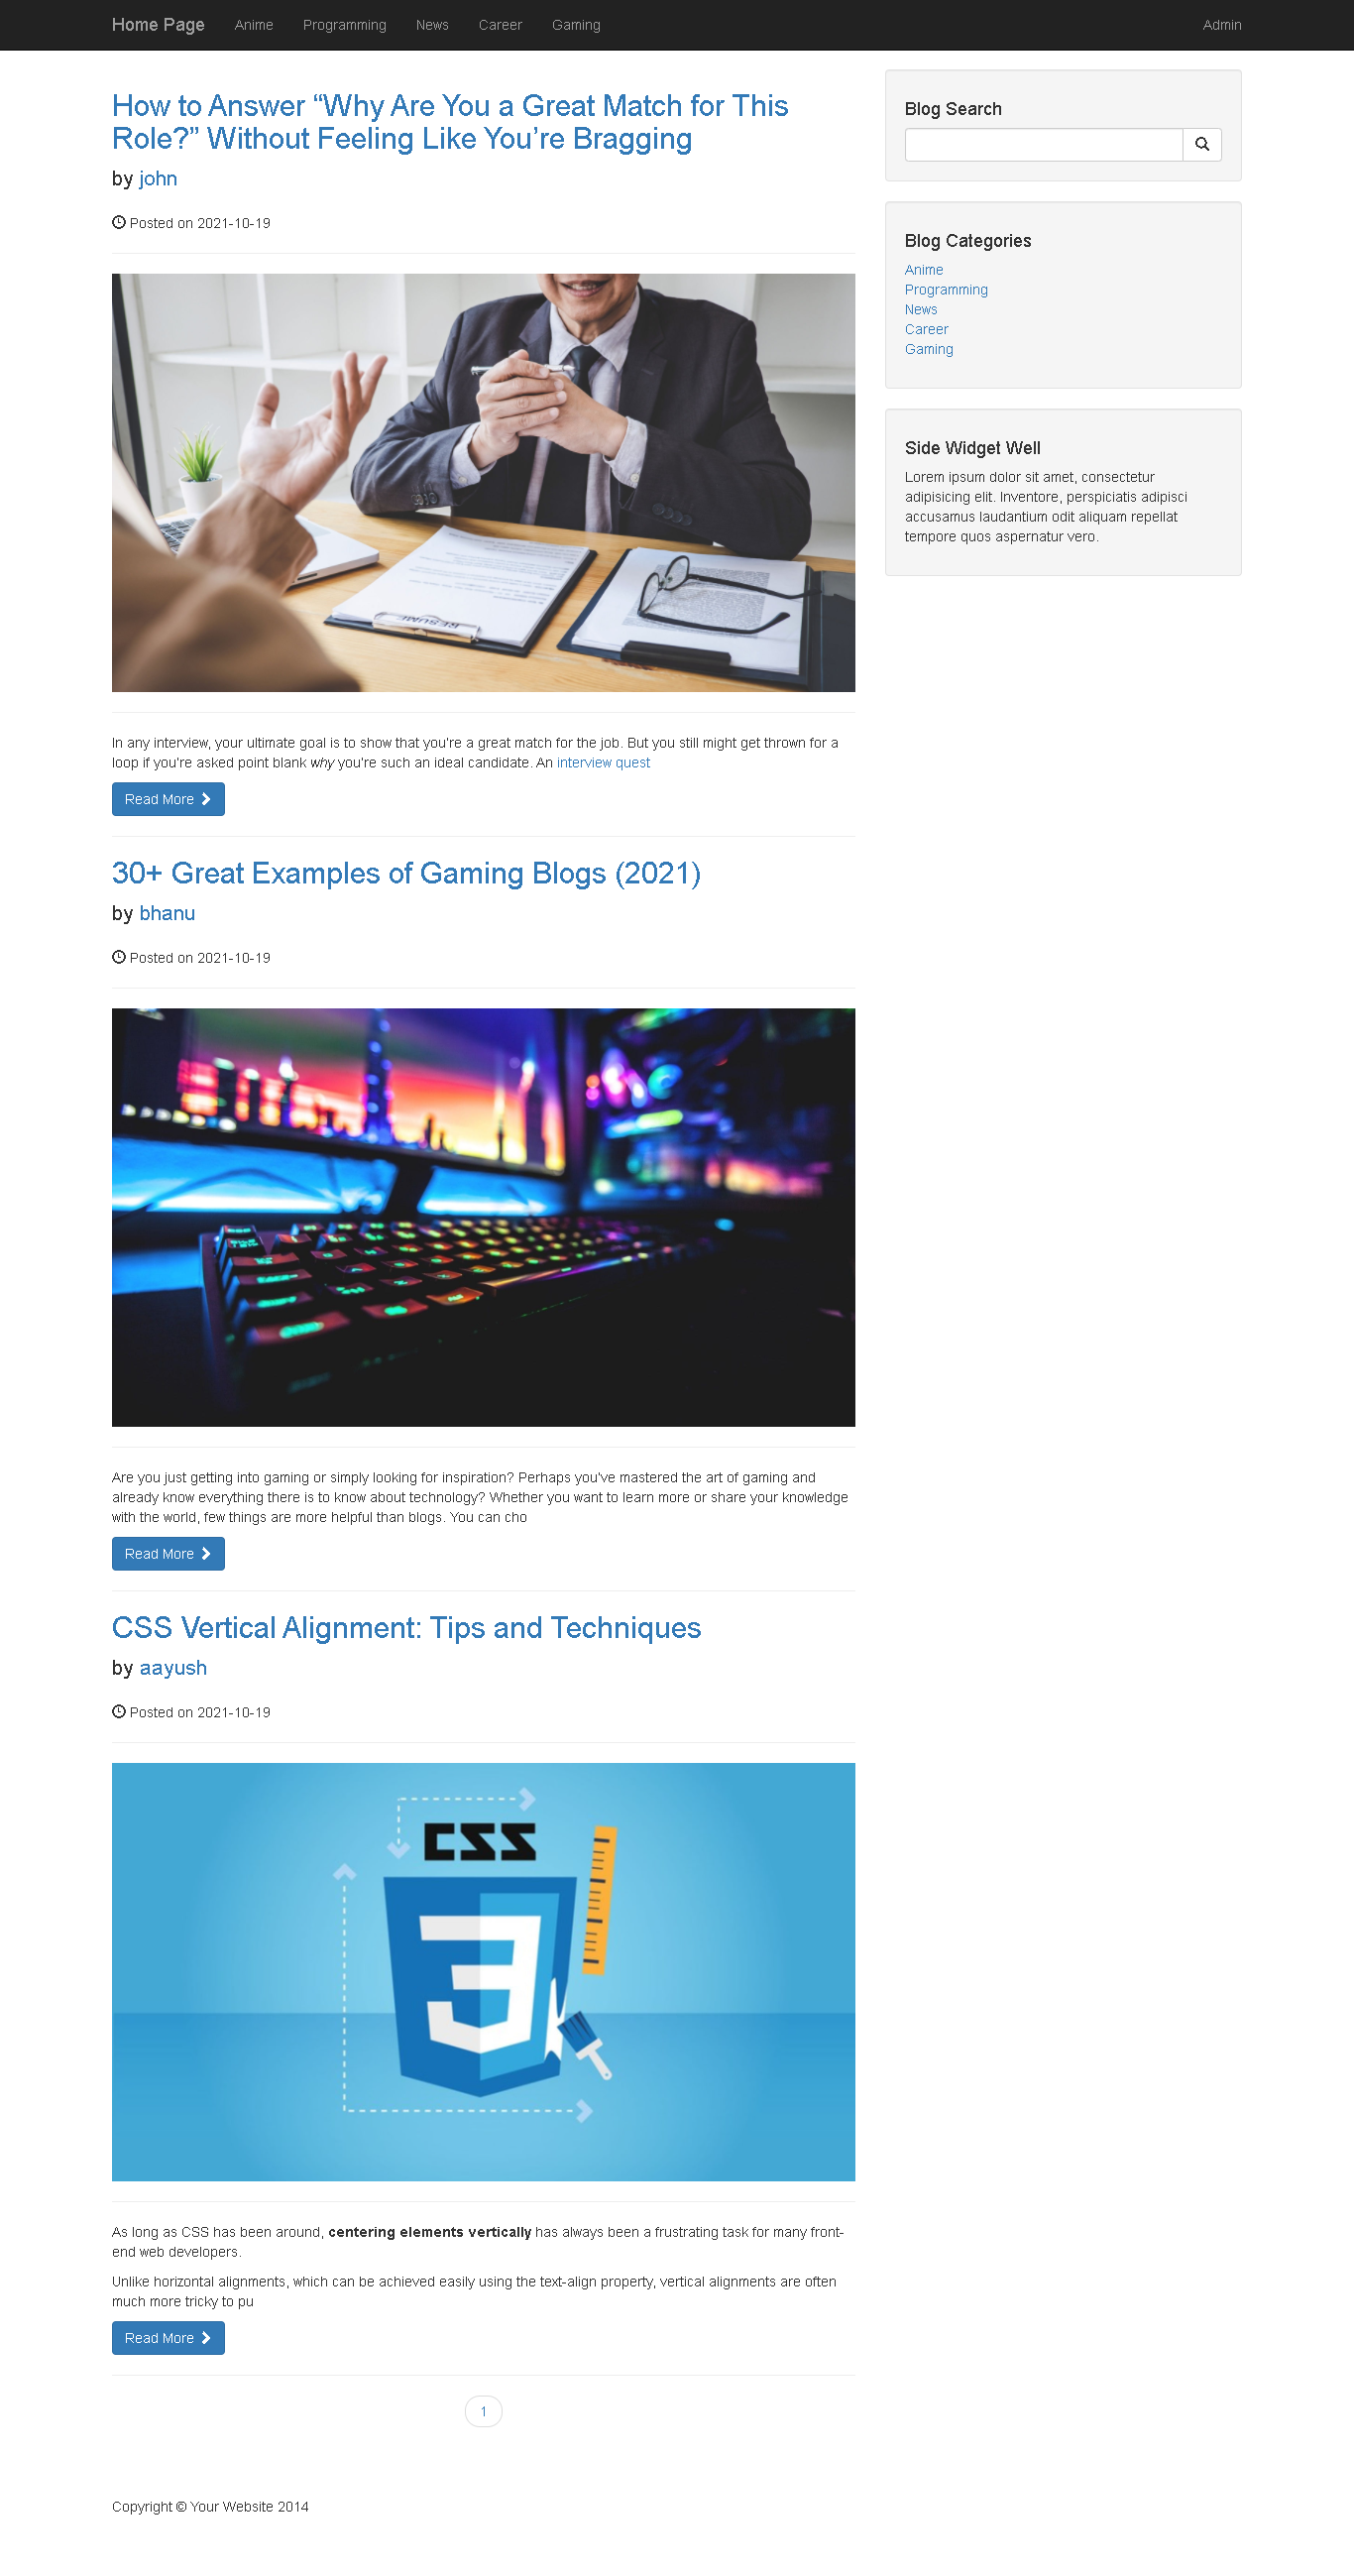 Home Page Anime Programming News Career Gaming Admin
How to Answer “Why Are You a Great Match for This
Role?” Without Feeling Like You’re Bragging
by john
Posted on 2021-10-19
RESUME
In any interview, your ultimate goal is to show that you're a great match for the job. But you still might get thrown for a
loop if you're asked point blank why you're such an ideal candidate. An interview quest
Read More
30+ Great Examples of Gaming Blogs (2021)
by bhanu
Posted on 2021-10-19
Are you just getting into gaming or simply looking for inspiration? Perhaps you've mastered the art of gaming and
already know everything there is to know about technology? Whether you want to learn more or share your knowledge
with the world, few things are more helpful than blogs. You can cho
Read More
CSS Vertical Alignment: Tips and Techniques
by aayush
Posted on 2021-10-19
CSS
3
As long as CSS has been around, centering elements vertically has always been a frustrating task for many front-
end web developers.
Unlike horizontal alignments, which can be achieved easily using the text-align property, vertical alignments are often
much more tricky to pu
Read More
1
Blog Search
Blog Categories
Anime
Programming
News
Career
Gaming
Side Widget Well
Lorem ipsum dolor sit amet, consectetur
adipisicing elit. Inventore, perspiciatis adipisci
accusamus laudantium odit aliquam repellat
tempore quos aspernatur vero.
Copyright © Your Website 2014